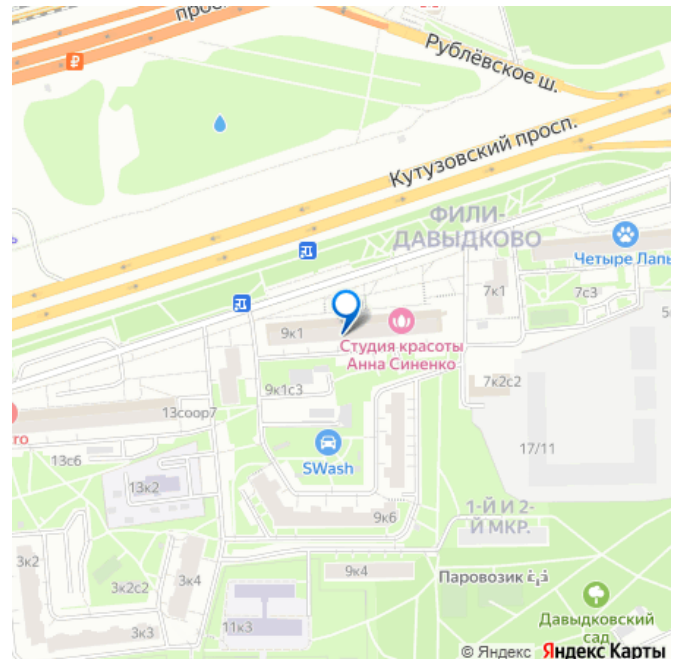 Рублёвское ш.
₽
Кутузовский просп.
ФИЛИ-
ДАВЫДКОВО
Четыре Лапы
7к1
7с3
9к1
Студия красоты
Анна Синенко
9к1с3
7к2с2
13соор7
17/11
SWash
13с6
13к2
9к6
1-Й И 2-
Й МКР.
3к2
3к2с2
3к4
9к4
Паровозик
3к3
11к3
Давыдковский
сад
© Яндекс Яндекс Карты